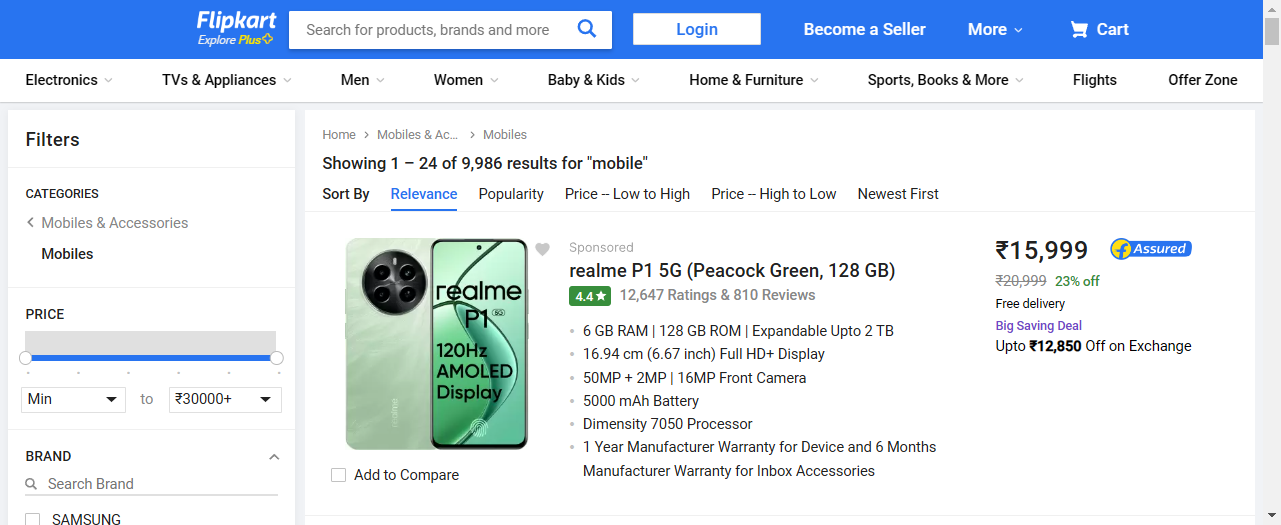 Flipkart
Explore Plus
Search for products, brands and more
Login
Become a Seller
More
Cart
Electronics
TVs & Appliances
Men
Women
Baby & Kids
Home & Furniture
Sports, Books & More
Flights
Offer Zone
Filters
CATEGORIES
Mobiles & Accessories
Mobiles
PRICE
Min
to
₹30000+
BRAND
Search Brand
SAMSUNG
Home
Mobiles & Ac...
Mobiles
Showing 1 – 24 of 9,986 results for "mobile"
Sort By
Relevance
Popularity
Price -- Low to High
Price -- High to Low
Newest First
realme
P1 5G
120Hz
AMOLED
Display
realme
Add to Compare
Sponsored
realme P1 5G (Peacock Green, 128 GB)
4.4 ★ 12,647 Ratings & 810 Reviews
6 GB RAM | 128 GB ROM | Expandable Upto 2 TB
16.94 cm (6.67 inch) Full HD+ Display
50MP + 2MP | 16MP Front Camera
5000 mAh Battery
Dimensity 7050 Processor
1 Year Manufacturer Warranty for Device and 6 Months
Manufacturer Warranty for Inbox Accessories
₹15,999
Assured
₹20,999 23% off
Free delivery
Big Saving Deal
Upto ₹12,850 Off on Exchange